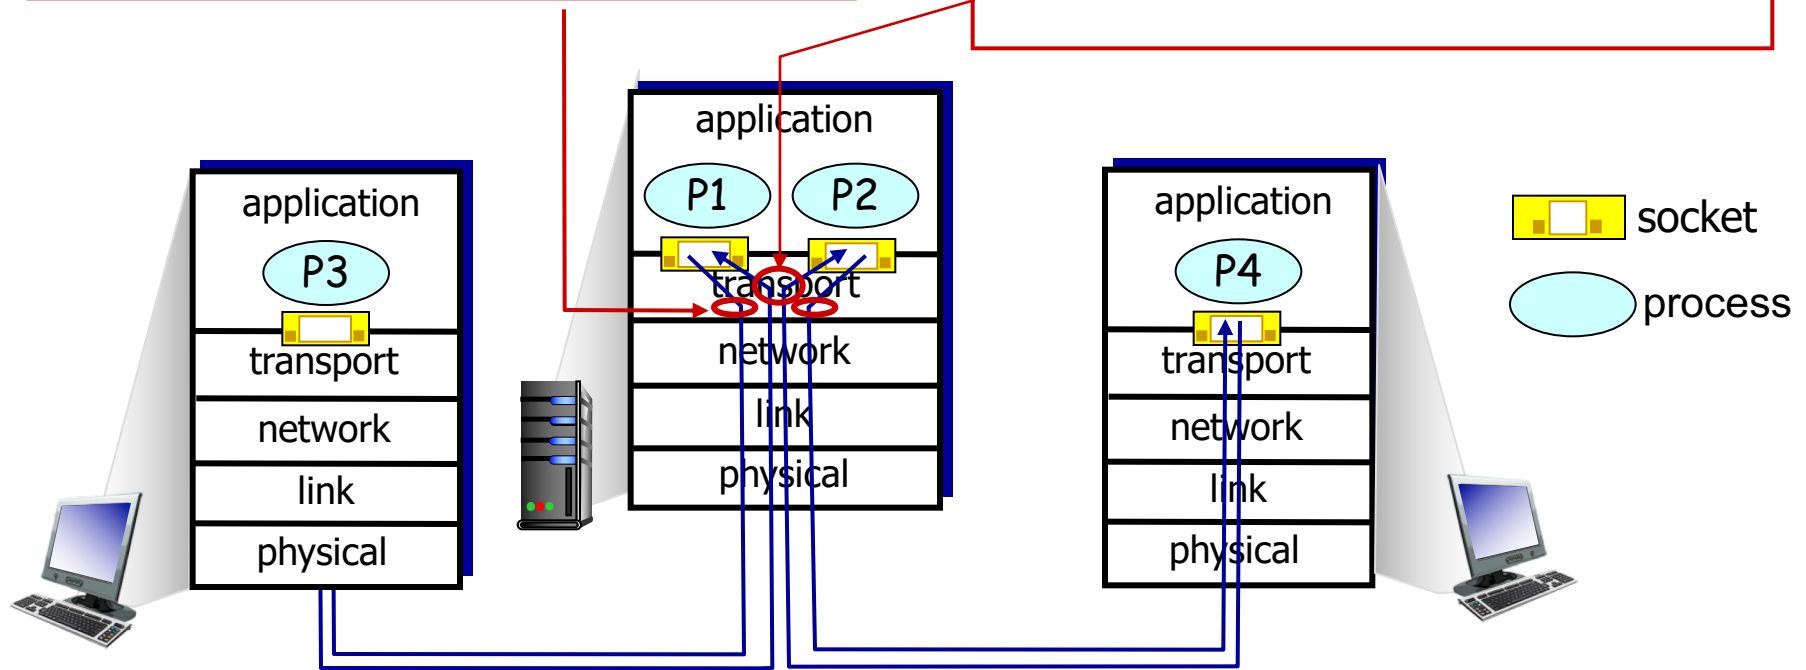 application
P1
P2
transport
network
link
physical
application
P3
transport
network
link
physical
application
P4
transport
network
link
physical
socket
process